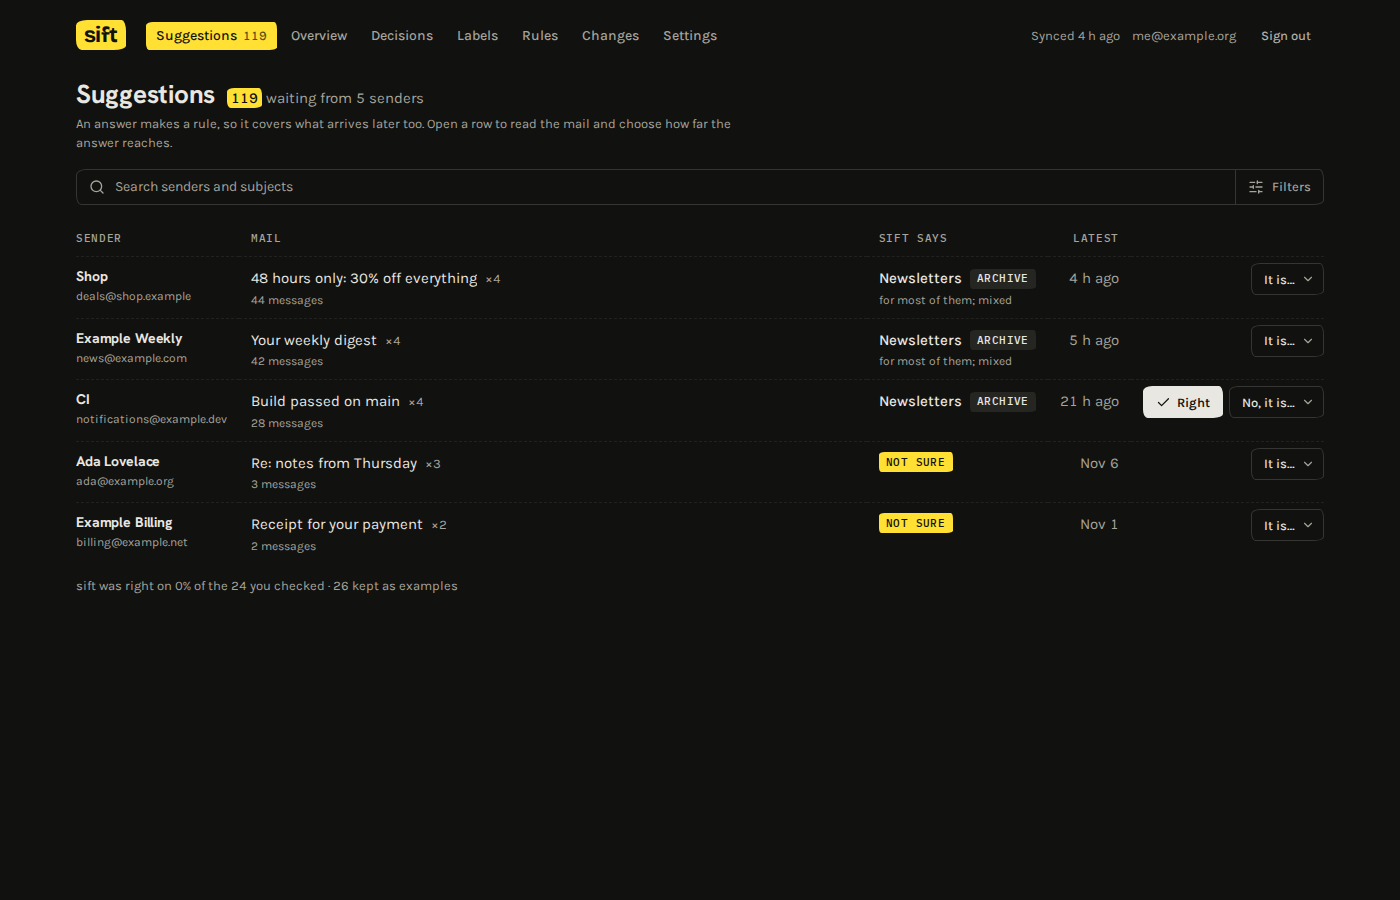 sift Suggestions 119 Overview Decisions Labels Rules Changes Settings Synced 4 h ago me@example.org Sign out
Suggestions 119 waiting from 5 senders
An answer makes a rule, so it covers what arrives later too. Open a row to read the mail and choose how far the
answer reaches.
Search senders and subjects Filters
SENDER MAIL SIFT SAYS LATEST
Shop 48 hours only: 30% off everything ×4 Newsletters ARCHIVE 4 h ago It is...
deals@shop.example 44 messages for most of them; mixed
Example Weekly Your weekly digest ×4 Newsletters ARCHIVE 5 h ago It is...
news@example.com 42 messages for most of them; mixed
CI Build passed on main ×4 Newsletters ARCHIVE 21 h ago Right No, it is...
notifications@example.dev 28 messages
Ada Lovelace Re: notes from Thursday ×3 NOT SURE Nov 6 It is...
ada@example.org 3 messages
Example Billing Receipt for your payment ×2 NOT SURE Nov 1 It is...
billing@example.net 2 messages
sift was right on 0% of the 24 you checked · 26 kept as examples